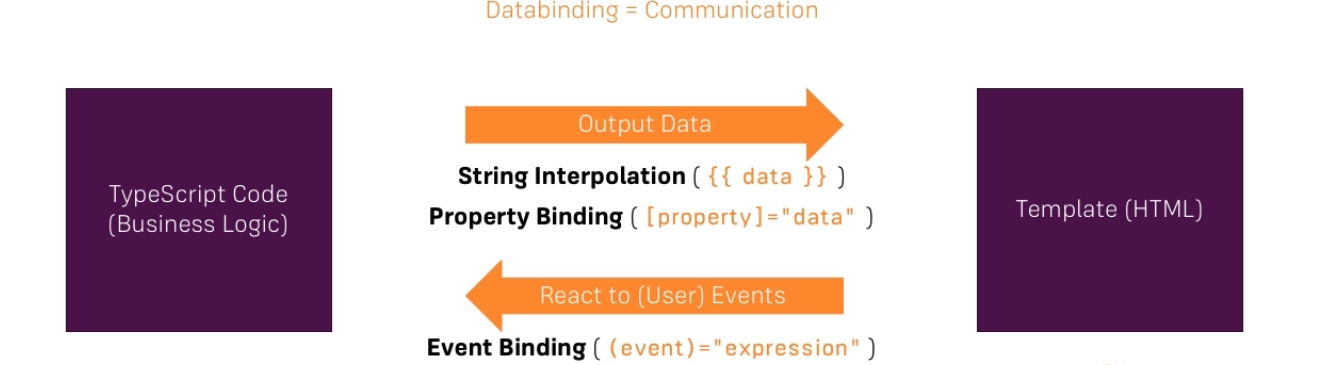 Databinding = Communication
Output Data
String Interpolation ( {{ data }} )
TypeScript Code
(Business Logic)
Property Binding ( [property]="data" )
Template (HTML)
React to (User) Events
Event Binding ( (event)="expression" )